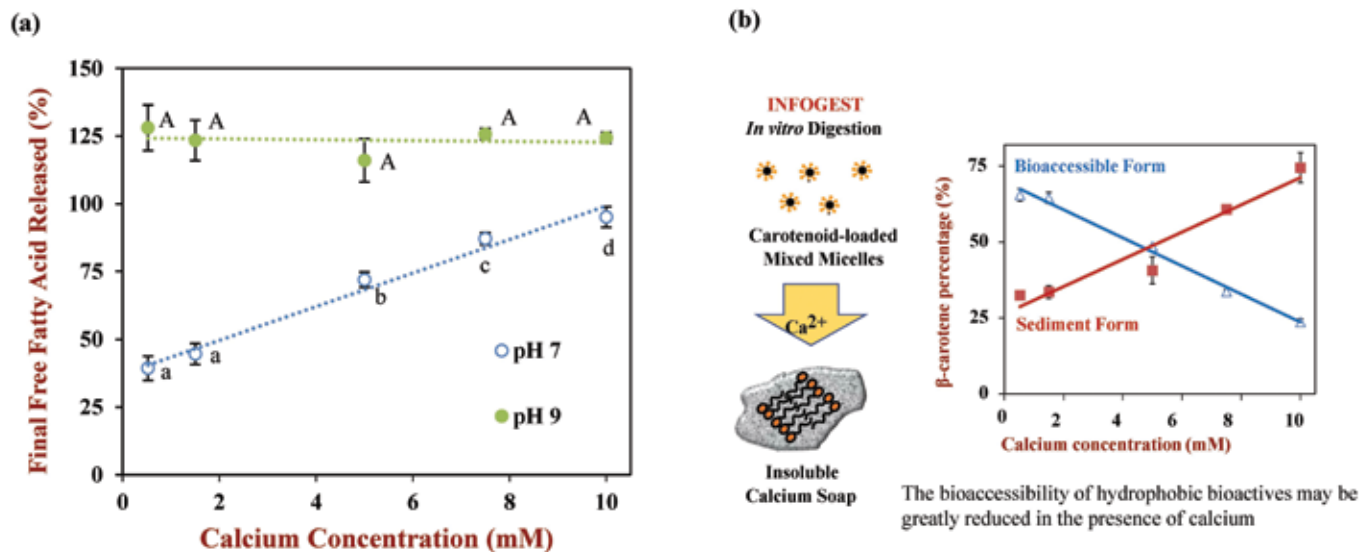 (a)
Final Free Fatty Acid Released (%)
150
125
100
75
50
25
0
A
A
A
A
A
a
a
b
c
d
pH 7
pH 9
0
2
4
6
8
10
Calcium Concentration (mM)
(b)
INFOGEST
In vitro Digestion
Carotenoid-loaded
Mixed Micelles
Ca2+
Insoluble
Calcium Soap
β-carotene percentage (%)
75
50
25
0
Bioaccessible Form
Sediment Form
0
2
4
6
8
10
Calcium concentration (mM)
The bioaccessibility of hydrophobic bioactives may be
greatly reduced in the presence of calcium